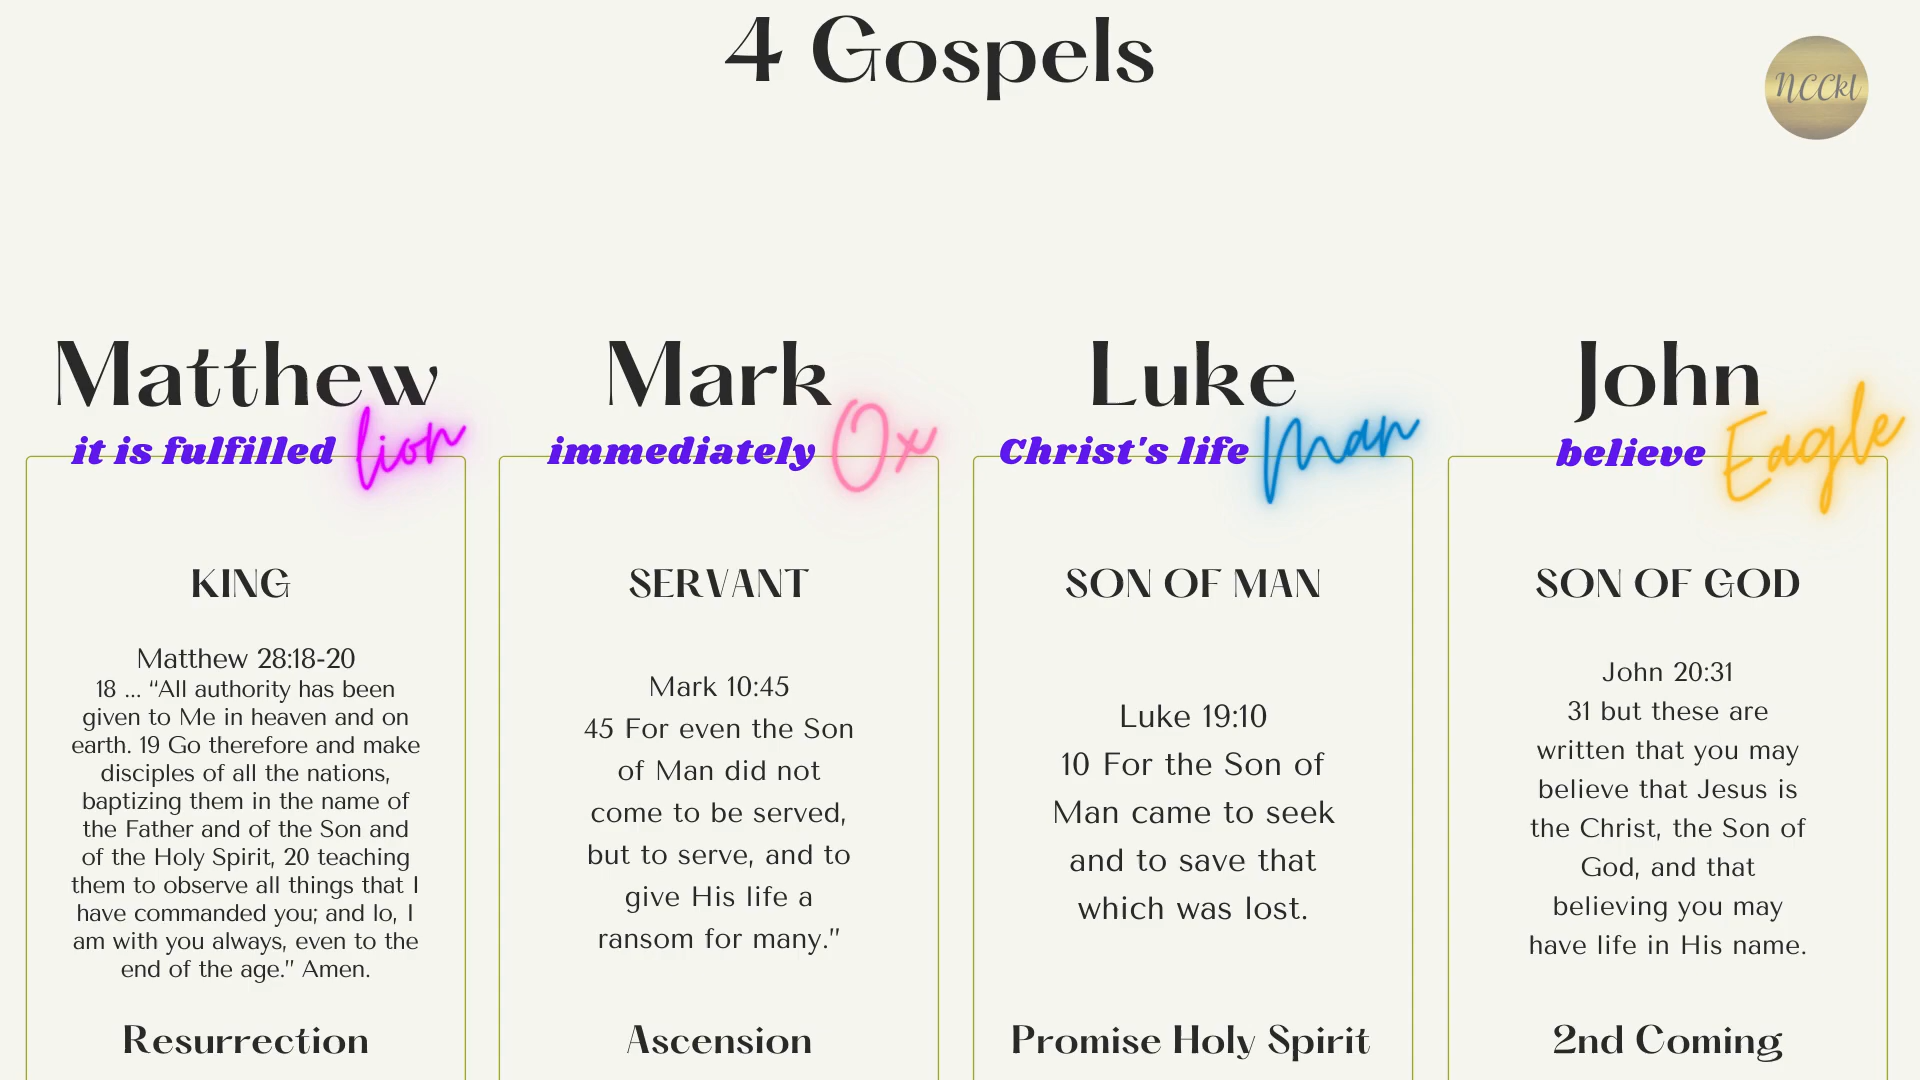 4 Gospels
NCCkl
Matthew
it is fulfilled lion
KING
Matthew 28:18-20
18 ... “All authority has been
given to Me in heaven and on
earth. 19 Go therefore and make
disciples of all the nations,
baptizing them in the name of
the Father and of the Son and
of the Holy Spirit, 20 teaching
them to observe all things that I
have commanded you; and lo, I
am with you always, even to the
end of the age.” Amen.
Resurrection
Mark
immediately Ox
SERVANT
Mark 10:45
45 For even the Son
of Man did not
come to be served,
but to serve, and to
give His life a
ransom for many.”
Ascension
Luke
Christ's life Man
SON OF MAN
Luke 19:10
10 For the Son of
Man came to seek
and to save that
which was lost.
Promise Holy Spirit
John
believe Eagle
SON OF GOD
John 20:31
31 but these are
written that you may
believe that Jesus is
the Christ, the Son of
God, and that
believing you may
have life in His name.
2nd Coming